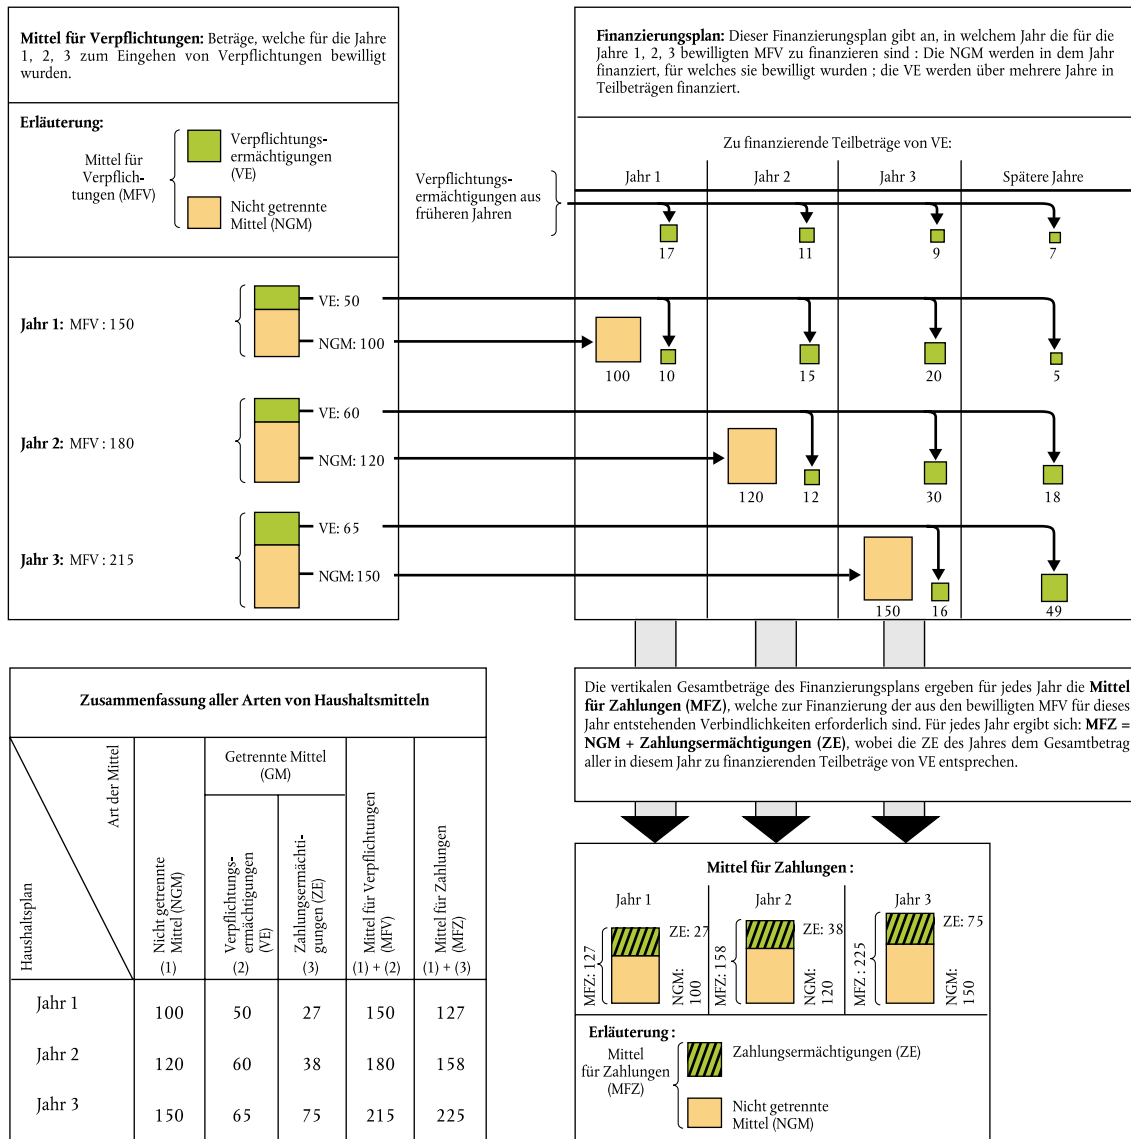 Mittel für Verpflichtungen: Beträge, welche für die Jahre
1, 2, 3 zum Eingehen von Verpflichtungen bewilligt
wurden.
Erläuterung:
Mittel für
Verpflich-
tungen (MFV)
Verpflichtungs-
ermächtigungen
(VE)
Nicht getrennte
Mittel (NGM)
Jahr 1: MFV : 150
VE: 50
NGM: 100
Jahr 2: MFV : 180
VE: 60
NGM: 120
Jahr 3: MFV : 215
VE: 65
NGM: 150
Finanzierungsplan: Dieser Finanzierungsplan gibt an, in welchem Jahr die für die
Jahre 1, 2, 3 bewilligten MFV zu finanzieren sind : Die NGM werden in dem Jahr
finanziert, für welches sie bewilligt wurden ; die VE werden über mehrere Jahre in
Teilbeträgen finanziert.
Zu finanzierende Teilbeträge von VE:
Jahr 1 Jahr 2 Jahr 3 Spätere Jahre
Verpflichtungs-
ermächtigungen aus
früheren Jahren
17 11 9 7
100 10 15 20 5
120 12 30 18
150 16 49
Die vertikalen Gesamtbeträge des Finanzierungsplans ergeben für jedes Jahr die Mittel
für Zahlungen (MFZ), welche zur Finanzierung der aus den bewilligten MFV für dieses
Jahr entstehenden Verbindlichkeiten erforderlich sind. Für jedes Jahr ergibt sich: MFZ =
NGM + Zahlungsermächtigungen (ZE), wobei die ZE des Jahres dem Gesamtbetrag
aller in diesem Jahr zu finanzierenden Teilbeträge von VE entsprechen.
Zusammenfassung aller Arten von Haushaltsmitteln
Haushaltsplan
Art der Mittel
Getrennte Mittel
(GM)
Nicht getrennte
Mittel (NGM)
(1)
Verpflichtungs-
ermächtigungen
(VE)
(2)
Zahlungsermächti-
gungen (ZE)
(3)
Mittel für Verpflichtungen
(MFV)
(1) + (2)
Mittel für Zahlungen
(MFZ)
(1) + (3)
Jahr 1 100 50 27 150 127
Jahr 2 120 60 38 180 158
Jahr 3 150 65 75 215 225
Mittel für Zahlungen :
Jahr 1
MFZ: 127
ZE: 27
NGM:
100
Jahr 2
MFZ: 158
ZE: 38
NGM:
120
Jahr 3
MFZ : 225
ZE: 75
NGM:
150
Erläuterung :
Mittel
für Zahlungen
(MFZ)
Zahlungsermächtigungen (ZE)
Nicht getrennte
Mittel (NGM)